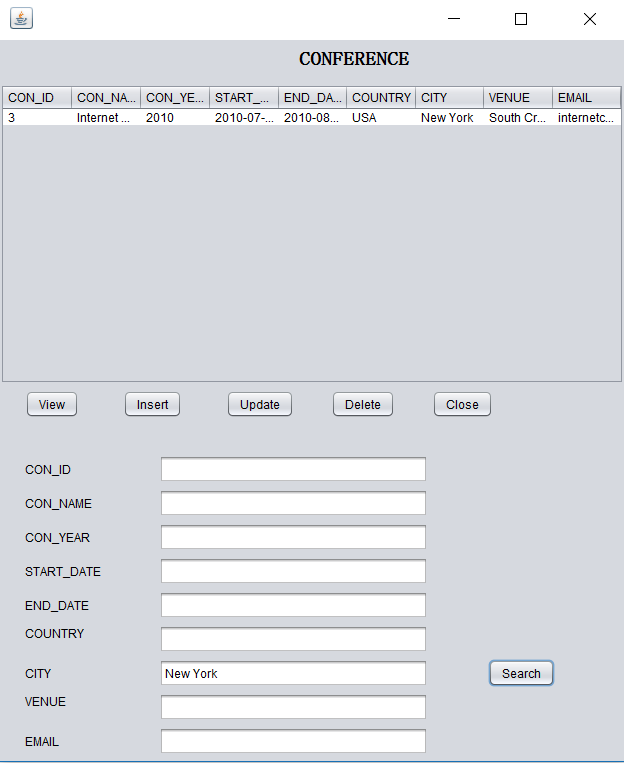 CONFERENCE
CON_ID CON_NA... CON_YE... START_... END_DA... COUNTRY CITY VENUE EMAIL
3 Internet ... 2010 2010-07-... 2010-08... USA New York South Cr... internetc...
View Insert Update Delete Close
CON_ID
CON_NAME
CON_YEAR
START_DATE
END_DATE
COUNTRY
CITY New York Search
VENUE
EMAIL